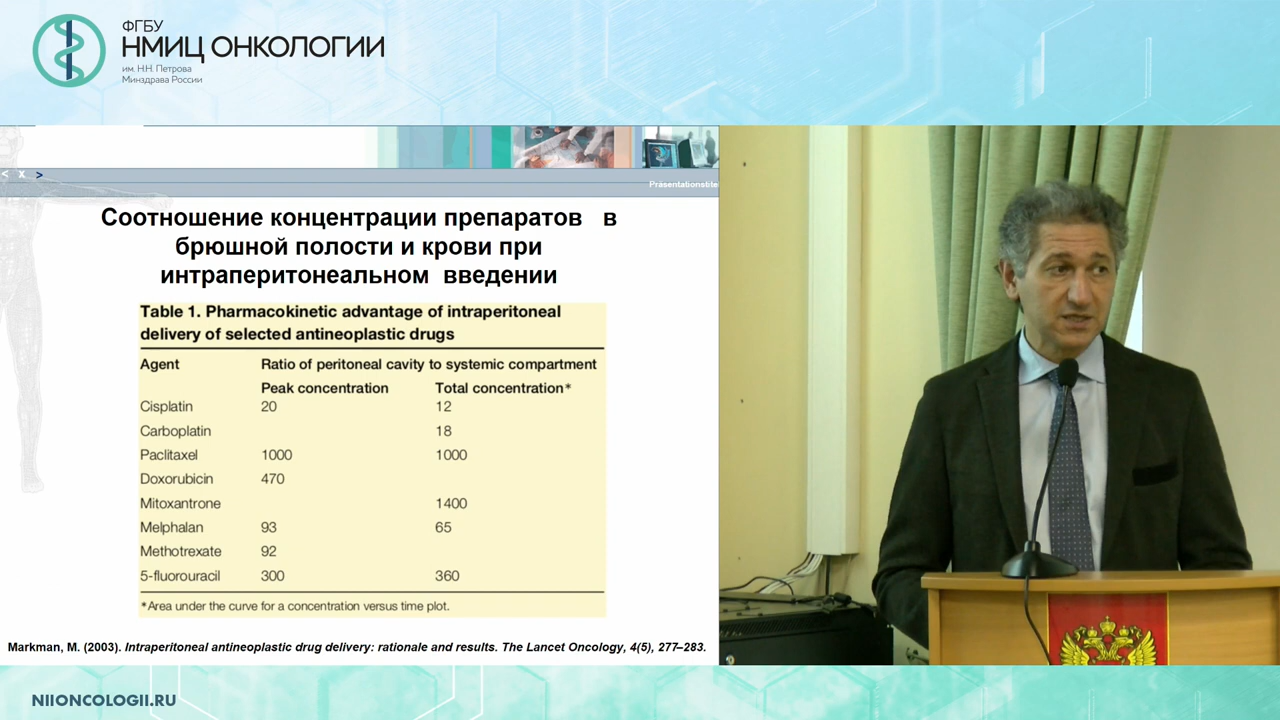 ФГБУ
НМИЦ ОНКОЛОГИИ
им. Н.Н. Петрова
Минздрава России
< x >
Präsentationstite
Соотношение концентрации препаратов в
брюшной полости и крови при
интраперитонеальном введении
Table 1. Pharmacokinetic advantage of intraperitoneal
delivery of selected antineoplastic drugs
Agent Ratio of peritoneal cavity to systemic compartment
Peak concentration Total concentration*
Cisplatin 20 12
Carboplatin 18
Paclitaxel 1000 1000
Doxorubicin 470
Mitoxantrone 1400
Melphalan 93 65
Methotrexate 92
5-fluorouracil 300 360
*Area under the curve for a concentration versus time plot.
Markman, M. (2003). Intraperitoneal antineoplastic drug delivery: rationale and results. The Lancet Oncology, 4(5), 277–283.
NIIONCOLOGII.RU